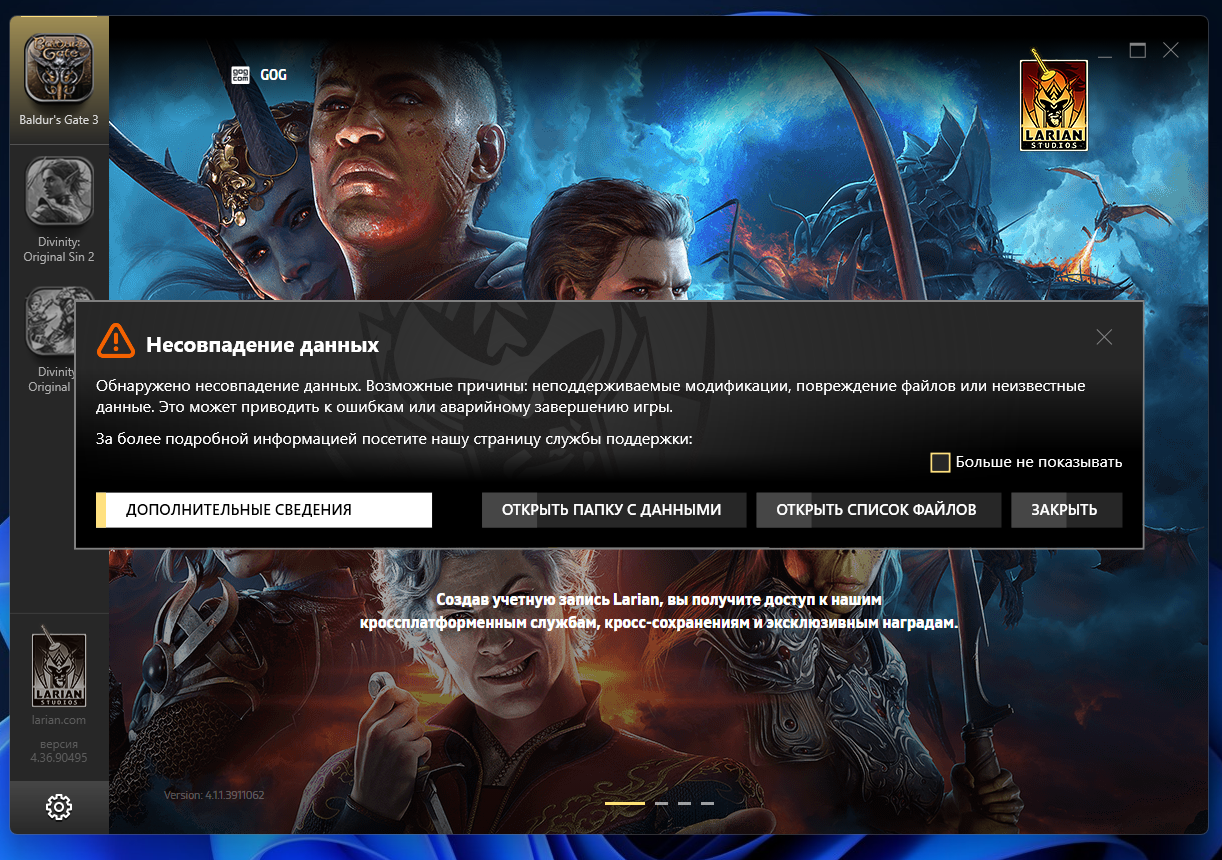 Baldur's Gate
Baldur's Gate 3
gog
com
GOG
LARIAN
STUDIOS
Divinity:
Original Sin 2
Divinity
Original
Несовпадение данных
Обнаружено несовпадение данных. Возможные причины: неподдерживаемые модификации, повреждение файлов или неизвестные
данные. Это может приводить к ошибкам или аварийному завершению игры.
За более подробной информацией посетите нашу страницу службы поддержки:
Больше не показывать
ДОПОЛНИТЕЛЬНЫЕ СВЕДЕНИЯ
ОТКРЫТЬ ПАПКУ С ДАННЫМИ
ОТКРЫТЬ СПИСОК ФАЙЛОВ
ЗАКРЫТЬ
Создав учетную запись Larian, вы получите доступ к нашим
кроссплатформенным службам, кросс-сохранениям и эксклюзивным наградам.
LARIAN
STUDIOS
larian.com
версия
4.36.90495
Version: 4.1.1.3911062